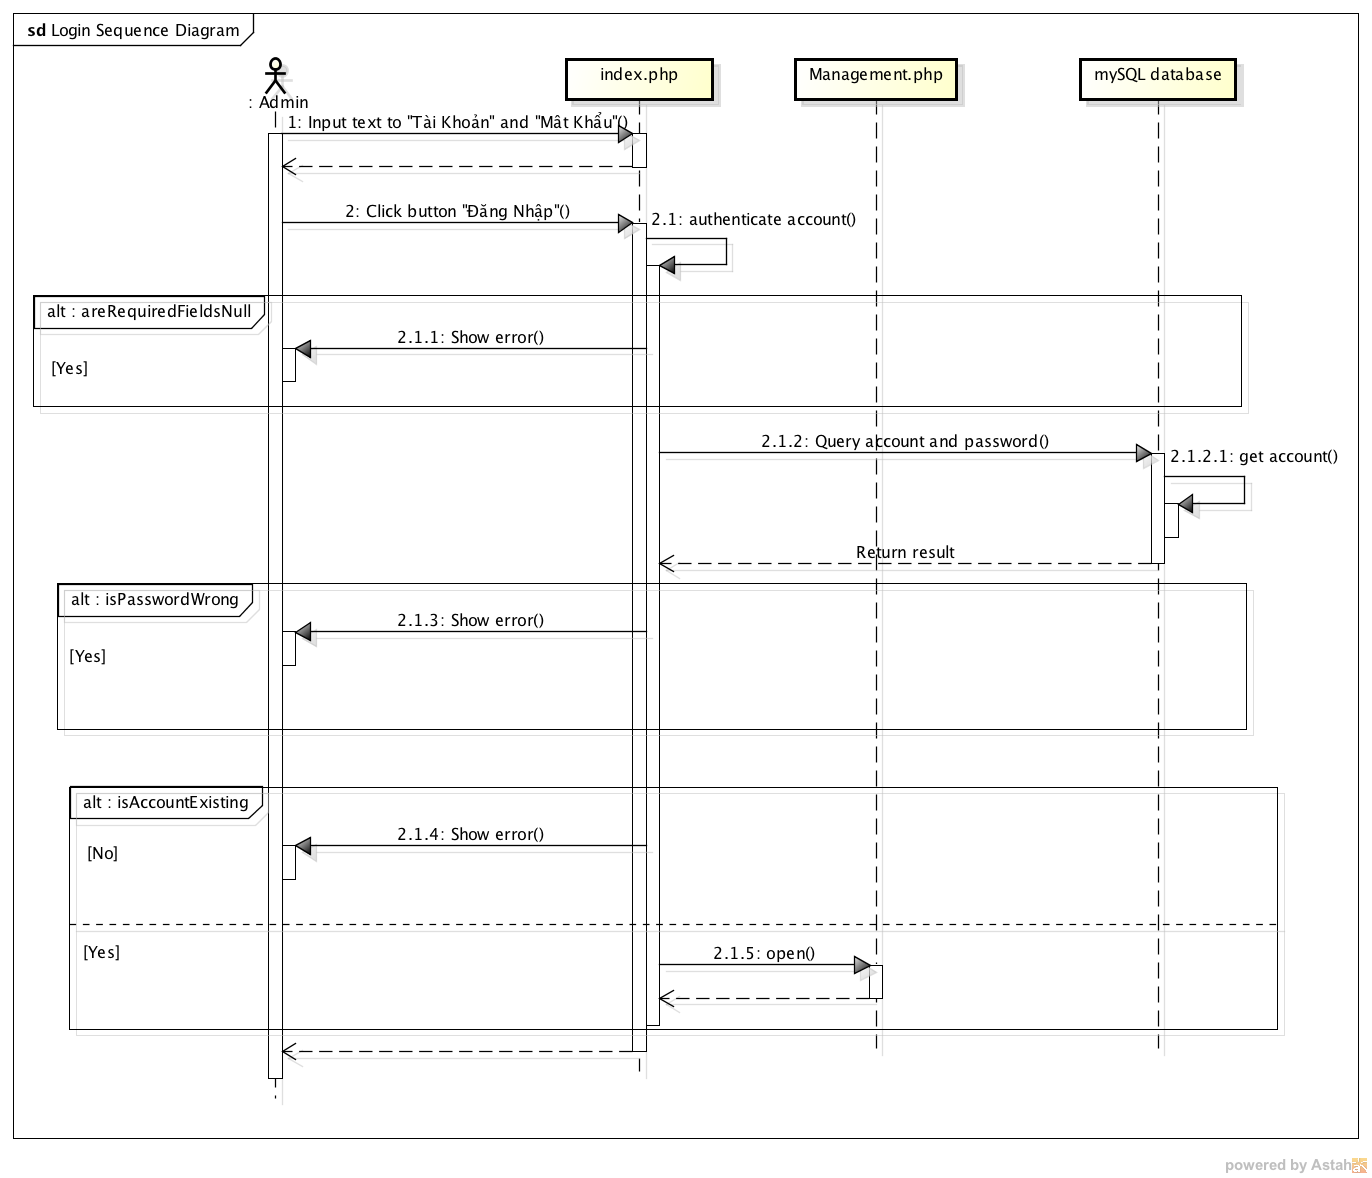 sd Login Sequence Diagram
: Admin
index.php
Management.php
mySQL database
1: Input text to "Tài Khoản" and "Mât Khẩu"()
2: Click button "Đăng Nhập"()
2.1: authenticate account()
alt : areRequiredFieldsNull
2.1.1: Show error()
[Yes]
2.1.2: Query account and password()
2.1.2.1: get account()
Return result
alt : isPasswordWrong
2.1.3: Show error()
[Yes]
alt : isAccountExisting
2.1.4: Show error()
[No]
[Yes]
2.1.5: open()
powered by Astah